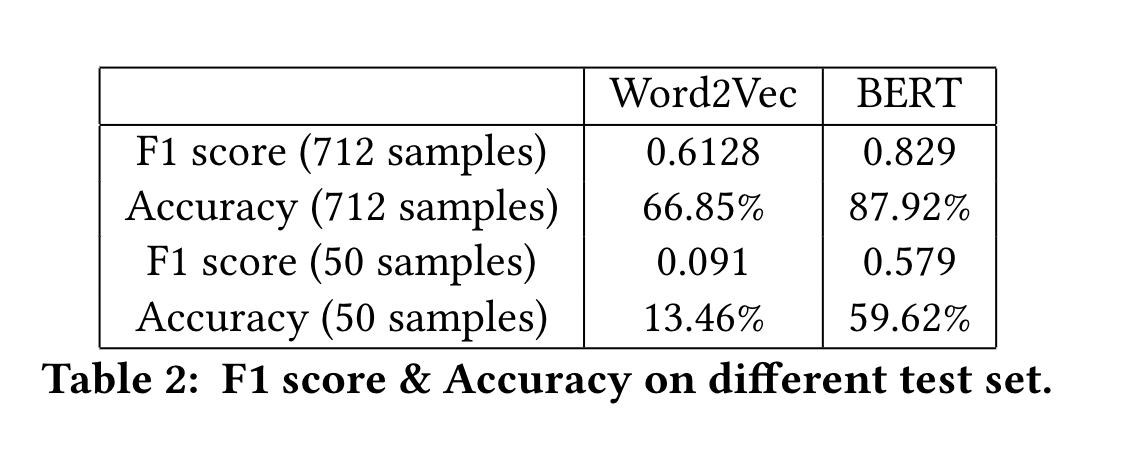 Word2Vec BERT
F1 score (712 samples) 0.6128 0.829
Accuracy (712 samples) 66.85% 87.92%
F1 score (50 samples) 0.091 0.579
Accuracy (50 samples) 13.46% 59.62%
Table 2: F1 score & Accuracy on different test set.